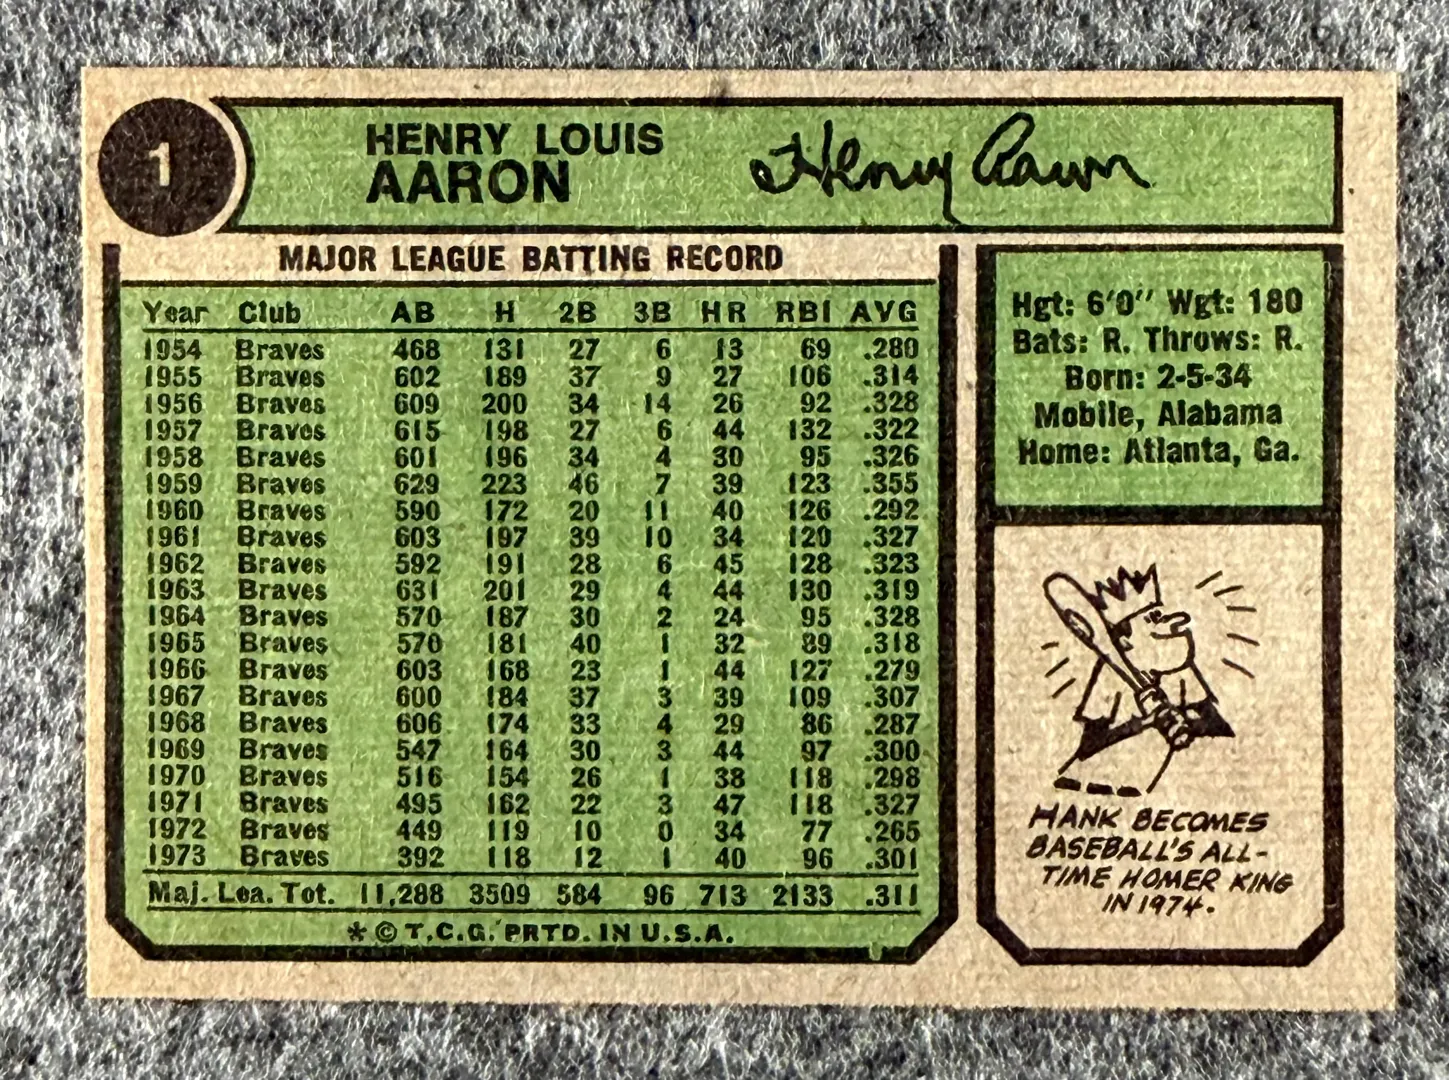 1
HENRY LOUIS
AARON
Henry Aaron
MAJOR LEAGUE BATTING RECORD
Year Club AB H 2B 3B HR RBI AVG
1954 Braves 468 131 27 6 13 69 .280
1955 Braves 602 189 37 9 27 106 .314
1956 Braves 609 200 34 14 26 92 .328
1957 Braves 615 198 27 6 44 132 .322
1958 Braves 601 196 34 4 30 95 .326
1959 Braves 629 223 46 7 39 123 .355
1960 Braves 590 172 20 11 40 126 .292
1961 Braves 603 197 39 10 34 120 .327
1962 Braves 592 191 28 6 45 128 .323
1963 Braves 631 201 29 4 44 130 .319
1964 Braves 570 187 30 2 24 95 .328
1965 Braves 570 181 40 1 32 89 .318
1966 Braves 603 168 23 1 44 127 .279
1967 Braves 600 184 37 3 39 109 .307
1968 Braves 606 174 33 4 29 86 .287
1969 Braves 547 164 30 3 44 97 .300
1970 Braves 516 154 26 1 38 118 .298
1971 Braves 495 162 22 3 47 118 .327
1972 Braves 449 119 10 0 34 77 .265
1973 Braves 392 118 12 1 40 96 .301
Maj. Lea. Tot. 11,288 3509 584 96 713 2133 .311
* © T.C.G. PRTD. IN U.S.A.
Hgt: 6'0" Wgt: 180
Bats: R. Throws: R.
Born: 2-5-34
Mobile, Alabama
Home: Atlanta, Ga.
HANK BECOMES
BASEBALL'S ALL-
TIME HOMER KING
IN 1974.